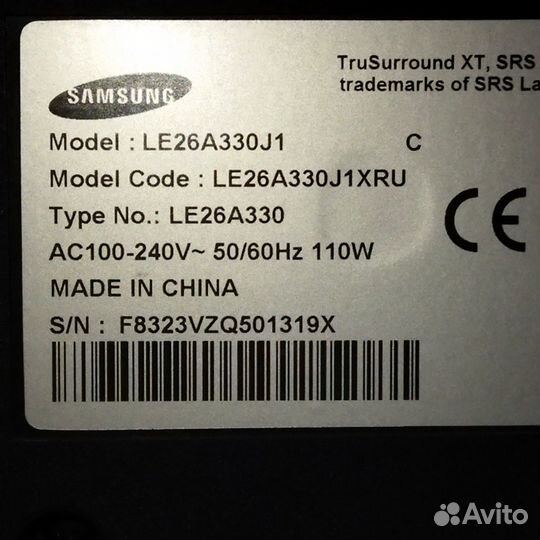 TruSurround XT, SRS
trademarks of SRS La
SAMSUNG
Model : LE26A330J1 C
Model Code : LE26A330J1XRU
Type No.: LE26A330
AC100-240V~ 50/60Hz 110W
MADE IN CHINA
S/N : F8323VZQ501319X
CE
Avito